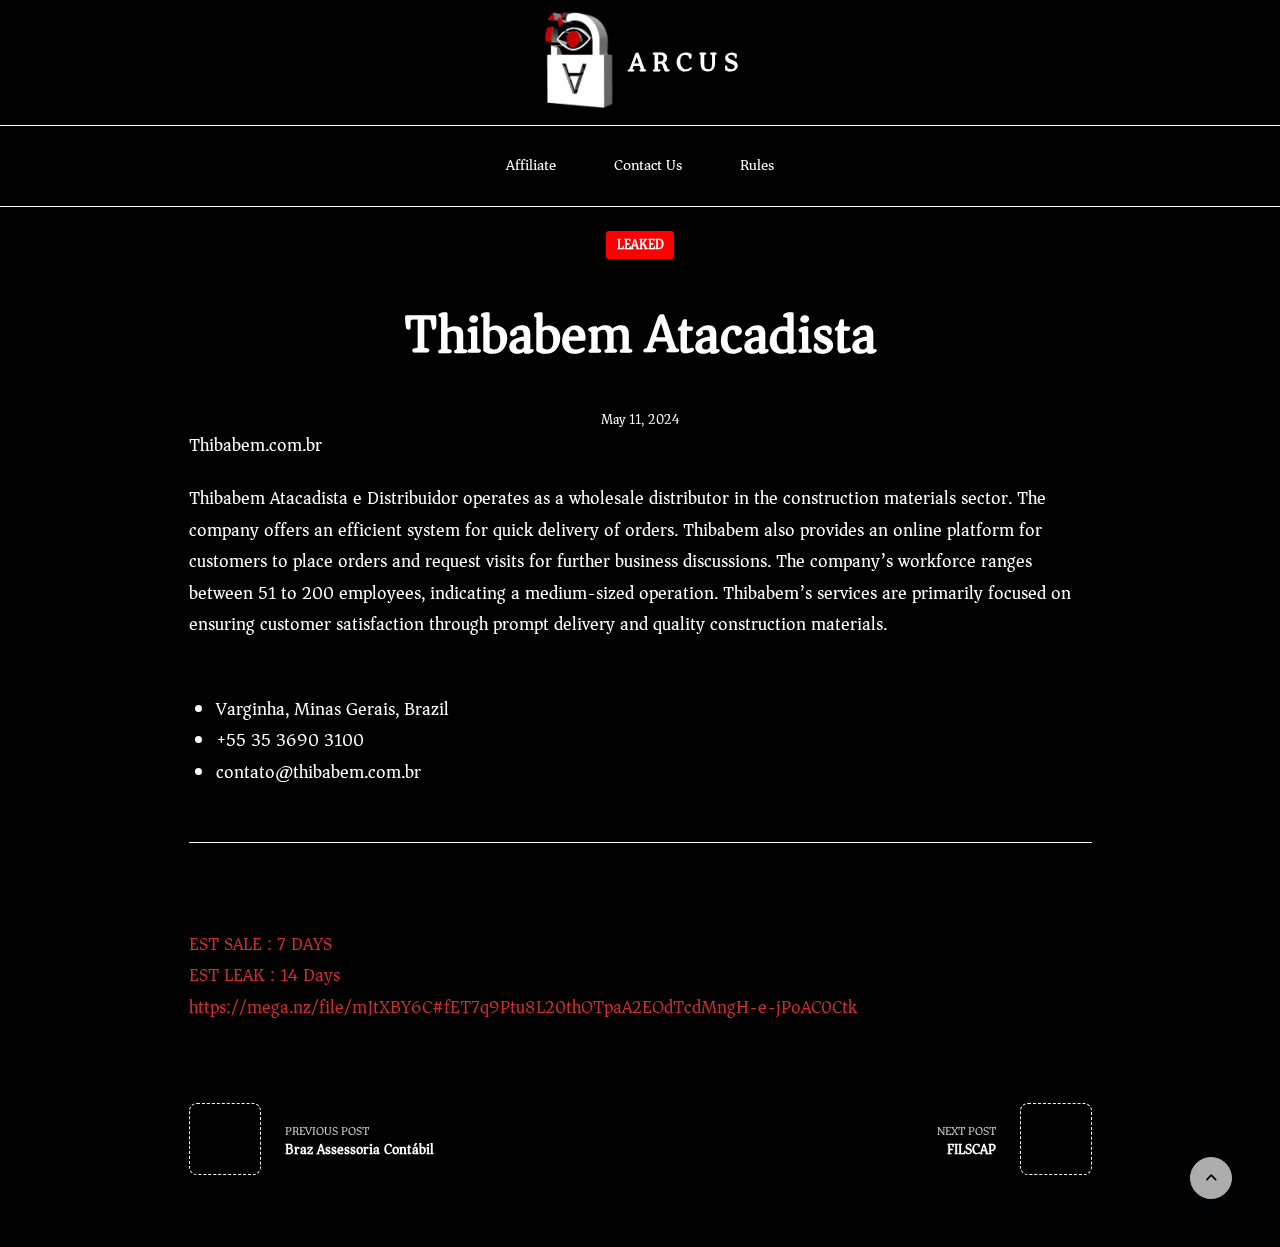 ARCUS
Affiliate Contact Us Rules
LEAKED
Thibabem Atacadista
May 11, 2024
Thibabem.com.br
Thibabem Atacadista e Distribuidor operates as a wholesale distributor in the construction materials sector. The
company offers an efficient system for quick delivery of orders. Thibabem also provides an online platform for
customers to place orders and request visits for further business discussions. The company’s workforce ranges
between 51 to 200 employees, indicating a medium-sized operation. Thibabem’s services are primarily focused on
ensuring customer satisfaction through prompt delivery and quality construction materials.
Varginha, Minas Gerais, Brazil
+55 35 3690 3100
contato@thibabem.com.br
EST SALE : 7 DAYS
EST LEAK : 14 Days
https://mega.nz/file/mJtXBY6C#fET7q9Ptu8L20thOTpaA2EOdTcdMngH-e-jPoAC0Ctk
PREVIOUS POST
Braz Assessoria Contábil
NEXT POST
FILSCAP